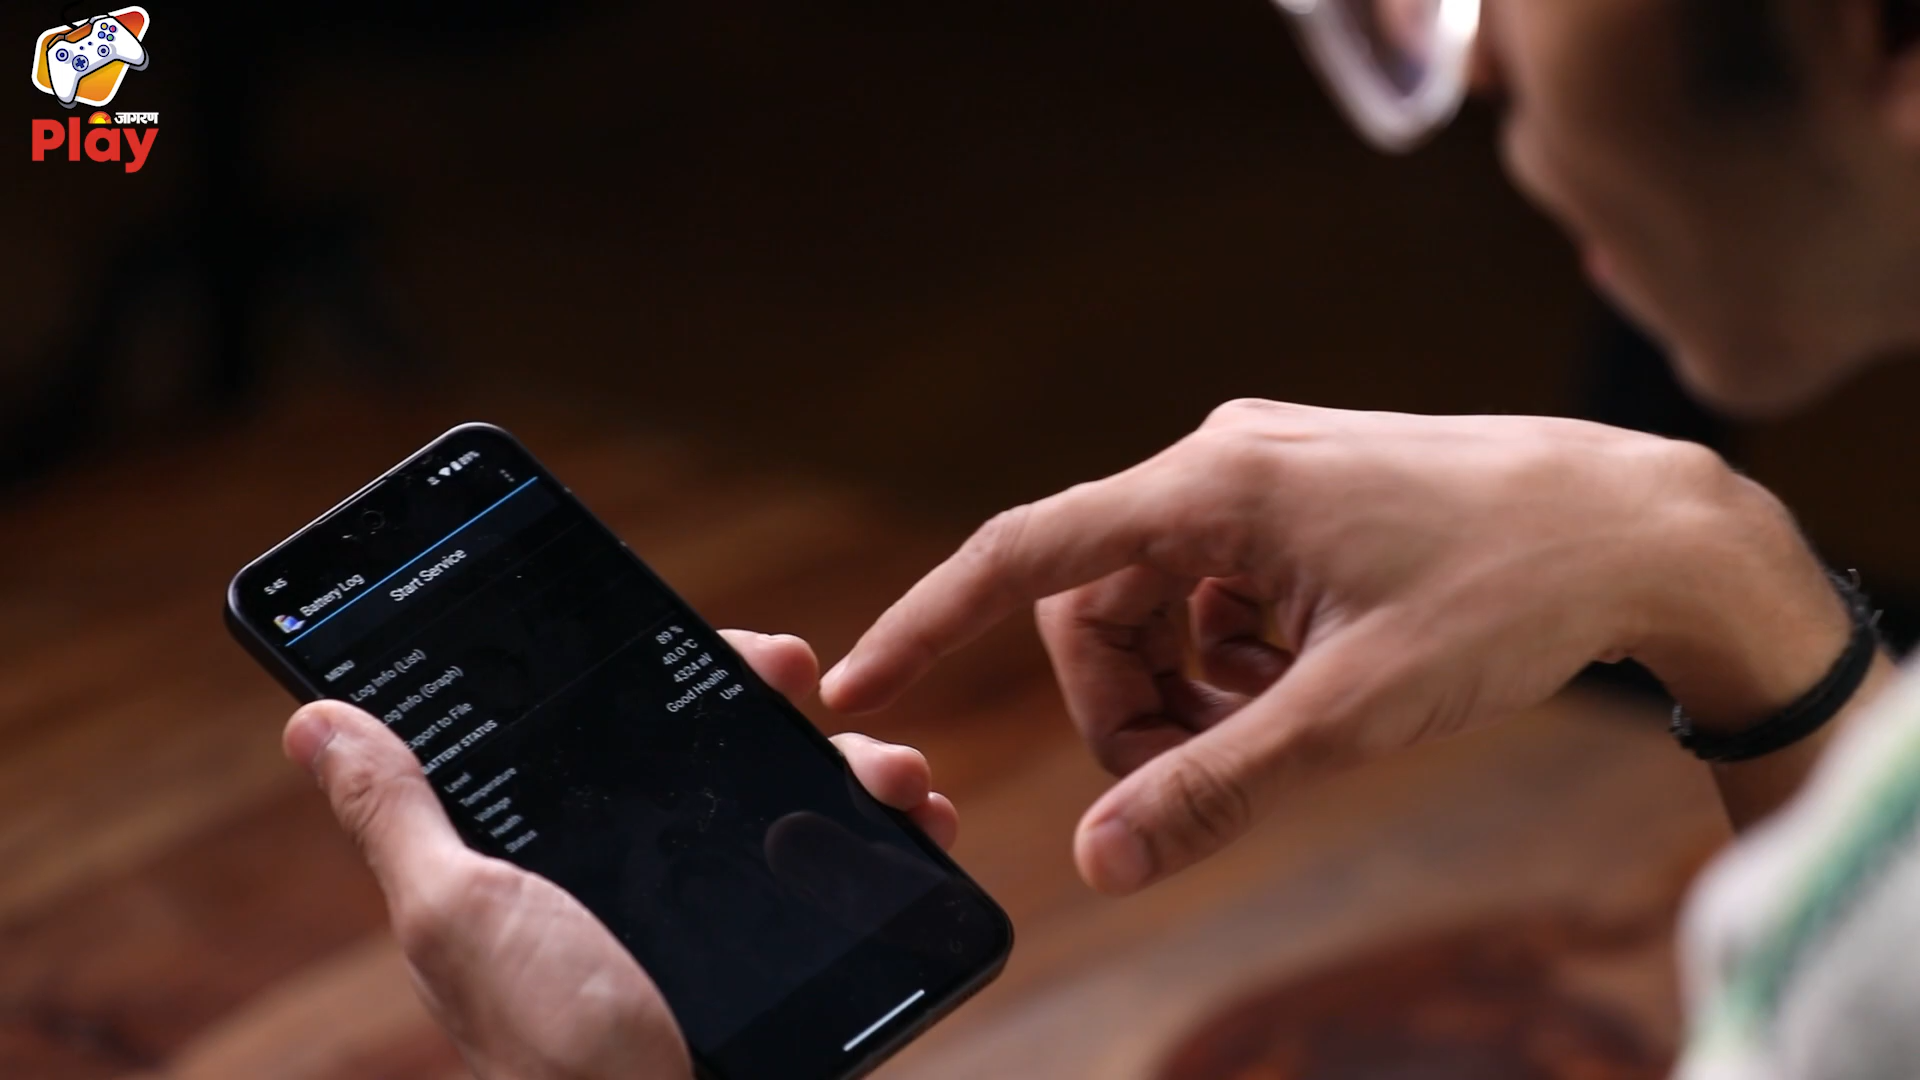 जागरण
Play
5:45
89%
Battery Log
Start Service
MENU
Log Info (List)
Log Info (Graph)
Export to File
BATTERY STATUS
Level 89 %
Temperature 40.0 °C
Voltage 4324 mV
Health Good Health
Status Use